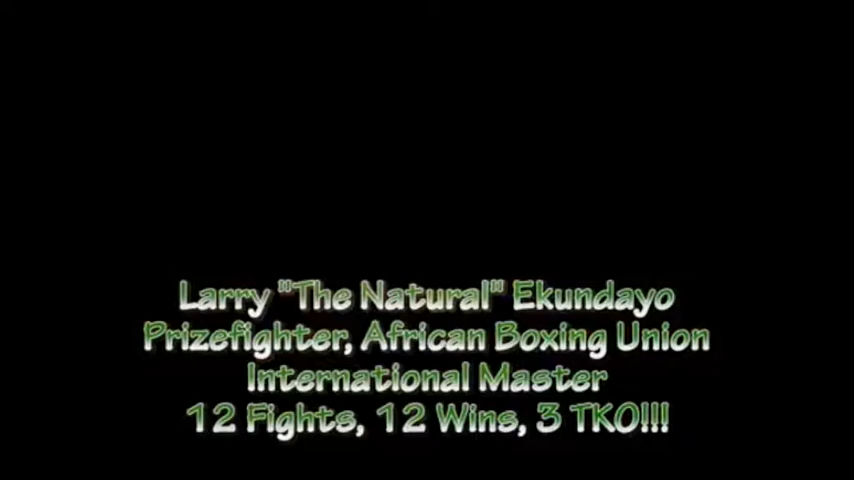 Larry "The Natural" Ekundayo
Prizefighter, African Boxing Union
International Master
12 Fights, 12 Wins, 3 TKO!!!